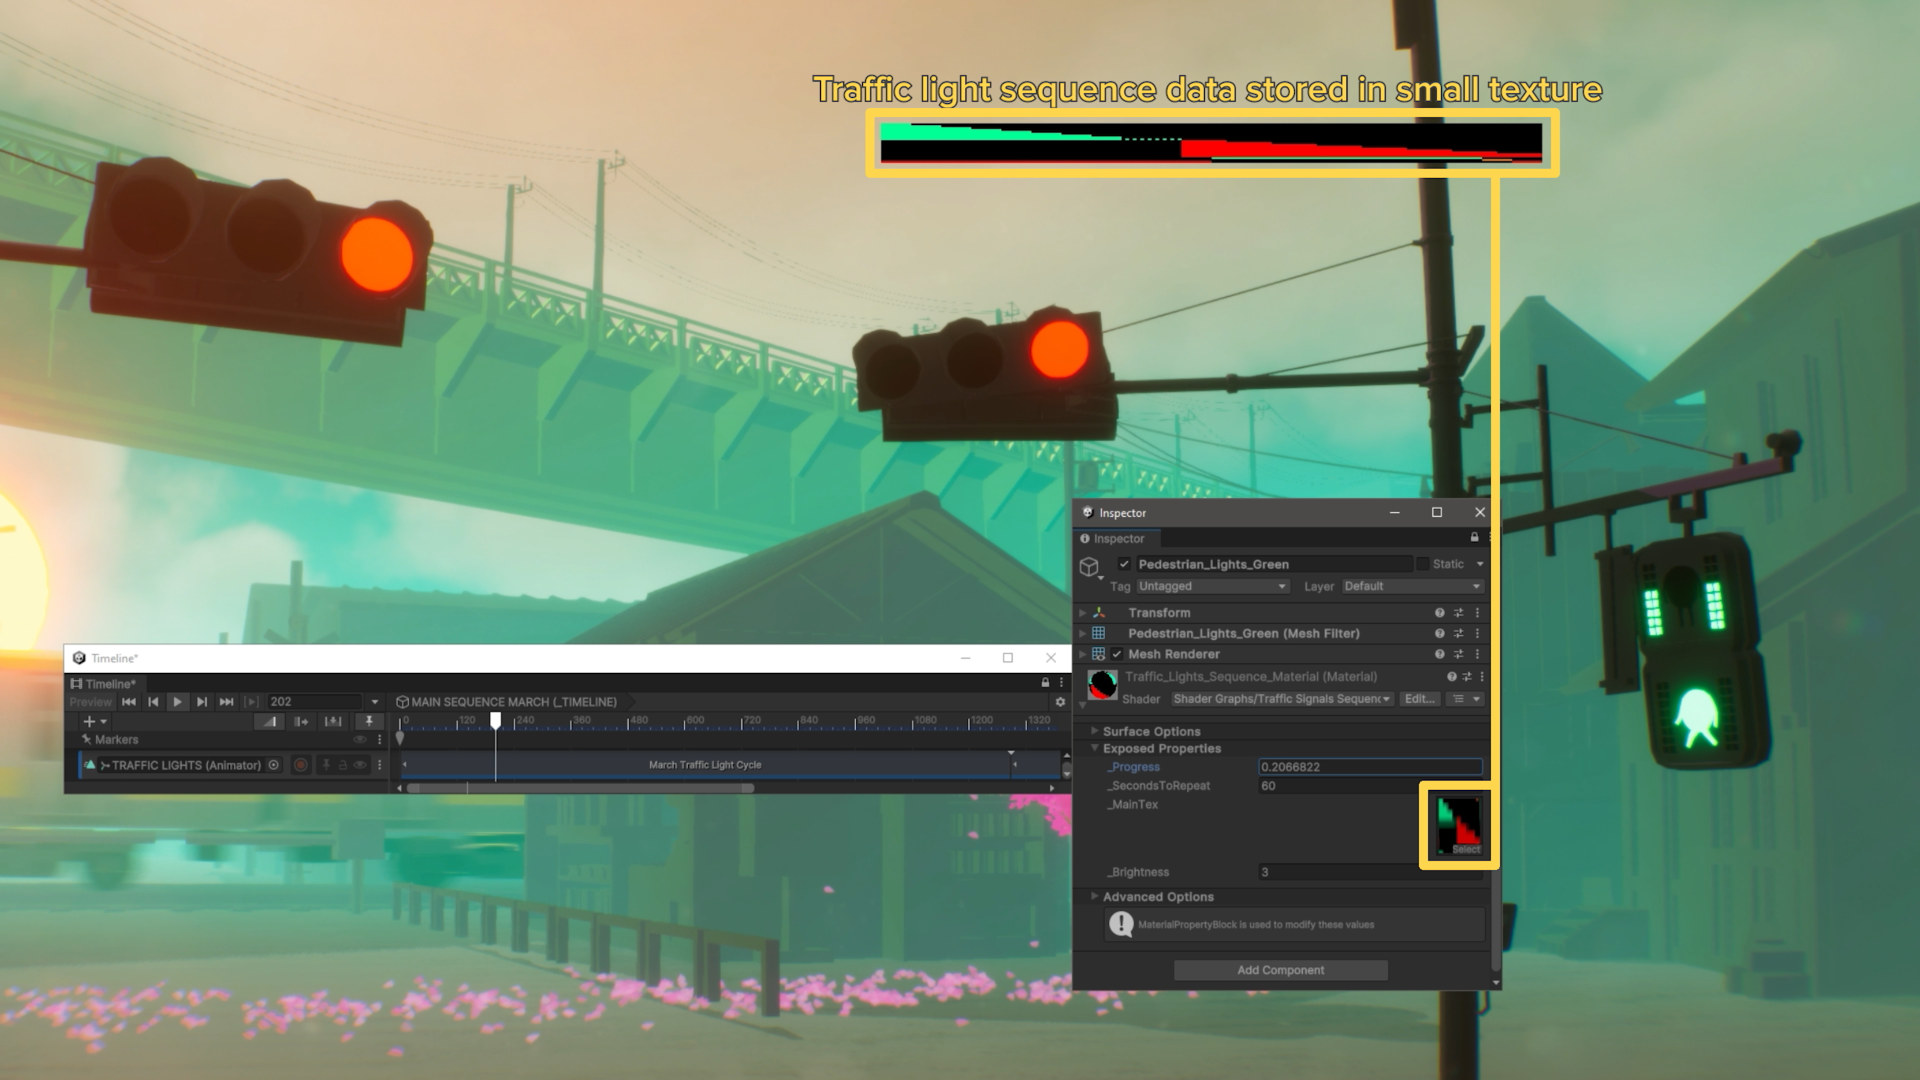 Traffic light sequence data stored in small texture
Inspector
Inspector
Pedestrian_Lights_Green
Static
Tag Untagged Layer Default
Transform
Pedestrian_Lights_Green (Mesh Filter)
Mesh Renderer
Traffic_Lights_Sequence_Material (Material)
Shader Shader Graphs/Traffic Signals Sequenc Edit...
Surface Options
Exposed Properties
_Progress 0.2066822
_SecondsToRepeat 60
_MainTex
Select
_Brightness 3
Advanced Options
MaterialPropertyBlock is used to modify these values
Add Component
Timeline*
Timeline*
Preview 202 MAIN SEQUENCE MARCH (_TIMELINE)
0 120 240 360 480 600 720 840 960 1080 1200 1320
Markers
TRAFFIC LIGHTS (Animator) March Traffic Light Cycle